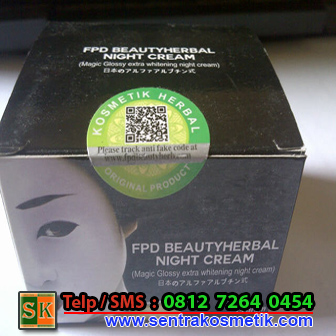 FPD BEAUTYHERBAL
NIGHT CREAM
(Magic Glossy extra whitening night cream)
日本のアルファアルブチン式
KOSMETIK HERBAL
Please track anti fake code at
ORIGINAL PRODUCT
FPD BEAUTYHERBAL
NIGHT CREAM
(Magic Glossy extra whitening night cream)
日本のアルファアルブチン式
SK
Telp/SMS : 0812 7264 0454
www.sentrakosmetik.com